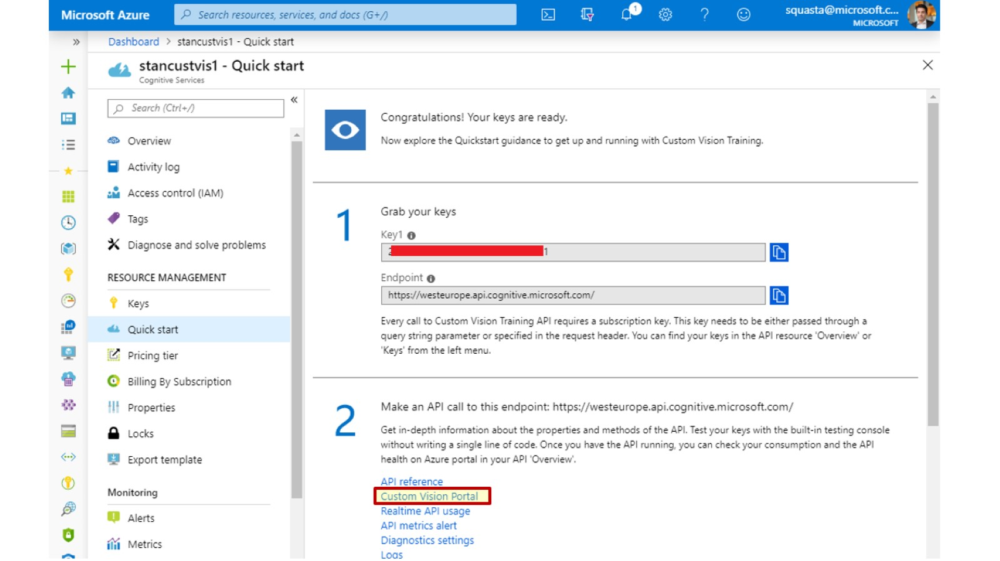 Microsoft Azure
Search resources, services, and docs (G+/)
1
squasta@microsoft.c...
MICROSOFT
Dashboard > stancustvis1 - Quick start
stancustvis1 - Quick start
Cognitive Services
Search (Ctrl+/)
Overview
Activity log
Access control (IAM)
Tags
Diagnose and solve problems
RESOURCE MANAGEMENT
Keys
Quick start
Pricing tier
Billing By Subscription
Properties
Locks
Export template
Monitoring
Alerts
Metrics
Congratulations! Your keys are ready.
Now explore the Quickstart guidance to get up and running with Custom Vision Training.
1
Grab your keys
Key1
2 1
Endpoint
https://westeurope.api.cognitive.microsoft.com/
Every call to Custom Vision Training API requires a subscription key. This key needs to be either passed through a
query string parameter or specified in the request header. You can find your keys in the API resource 'Overview' or
'Keys' from the left menu.
2
Make an API call to this endpoint: https://westeurope.api.cognitive.microsoft.com/
Get in-depth information about the properties and methods of the API. Test your keys with the built-in testing console
without writing a single line of code. Once you have the API running, you can check your consumption and the API
health on Azure portal in your API 'Overview'.
API reference
Custom Vision Portal
Realtime API usage
API metrics alert
Diagnostics settings
Logs